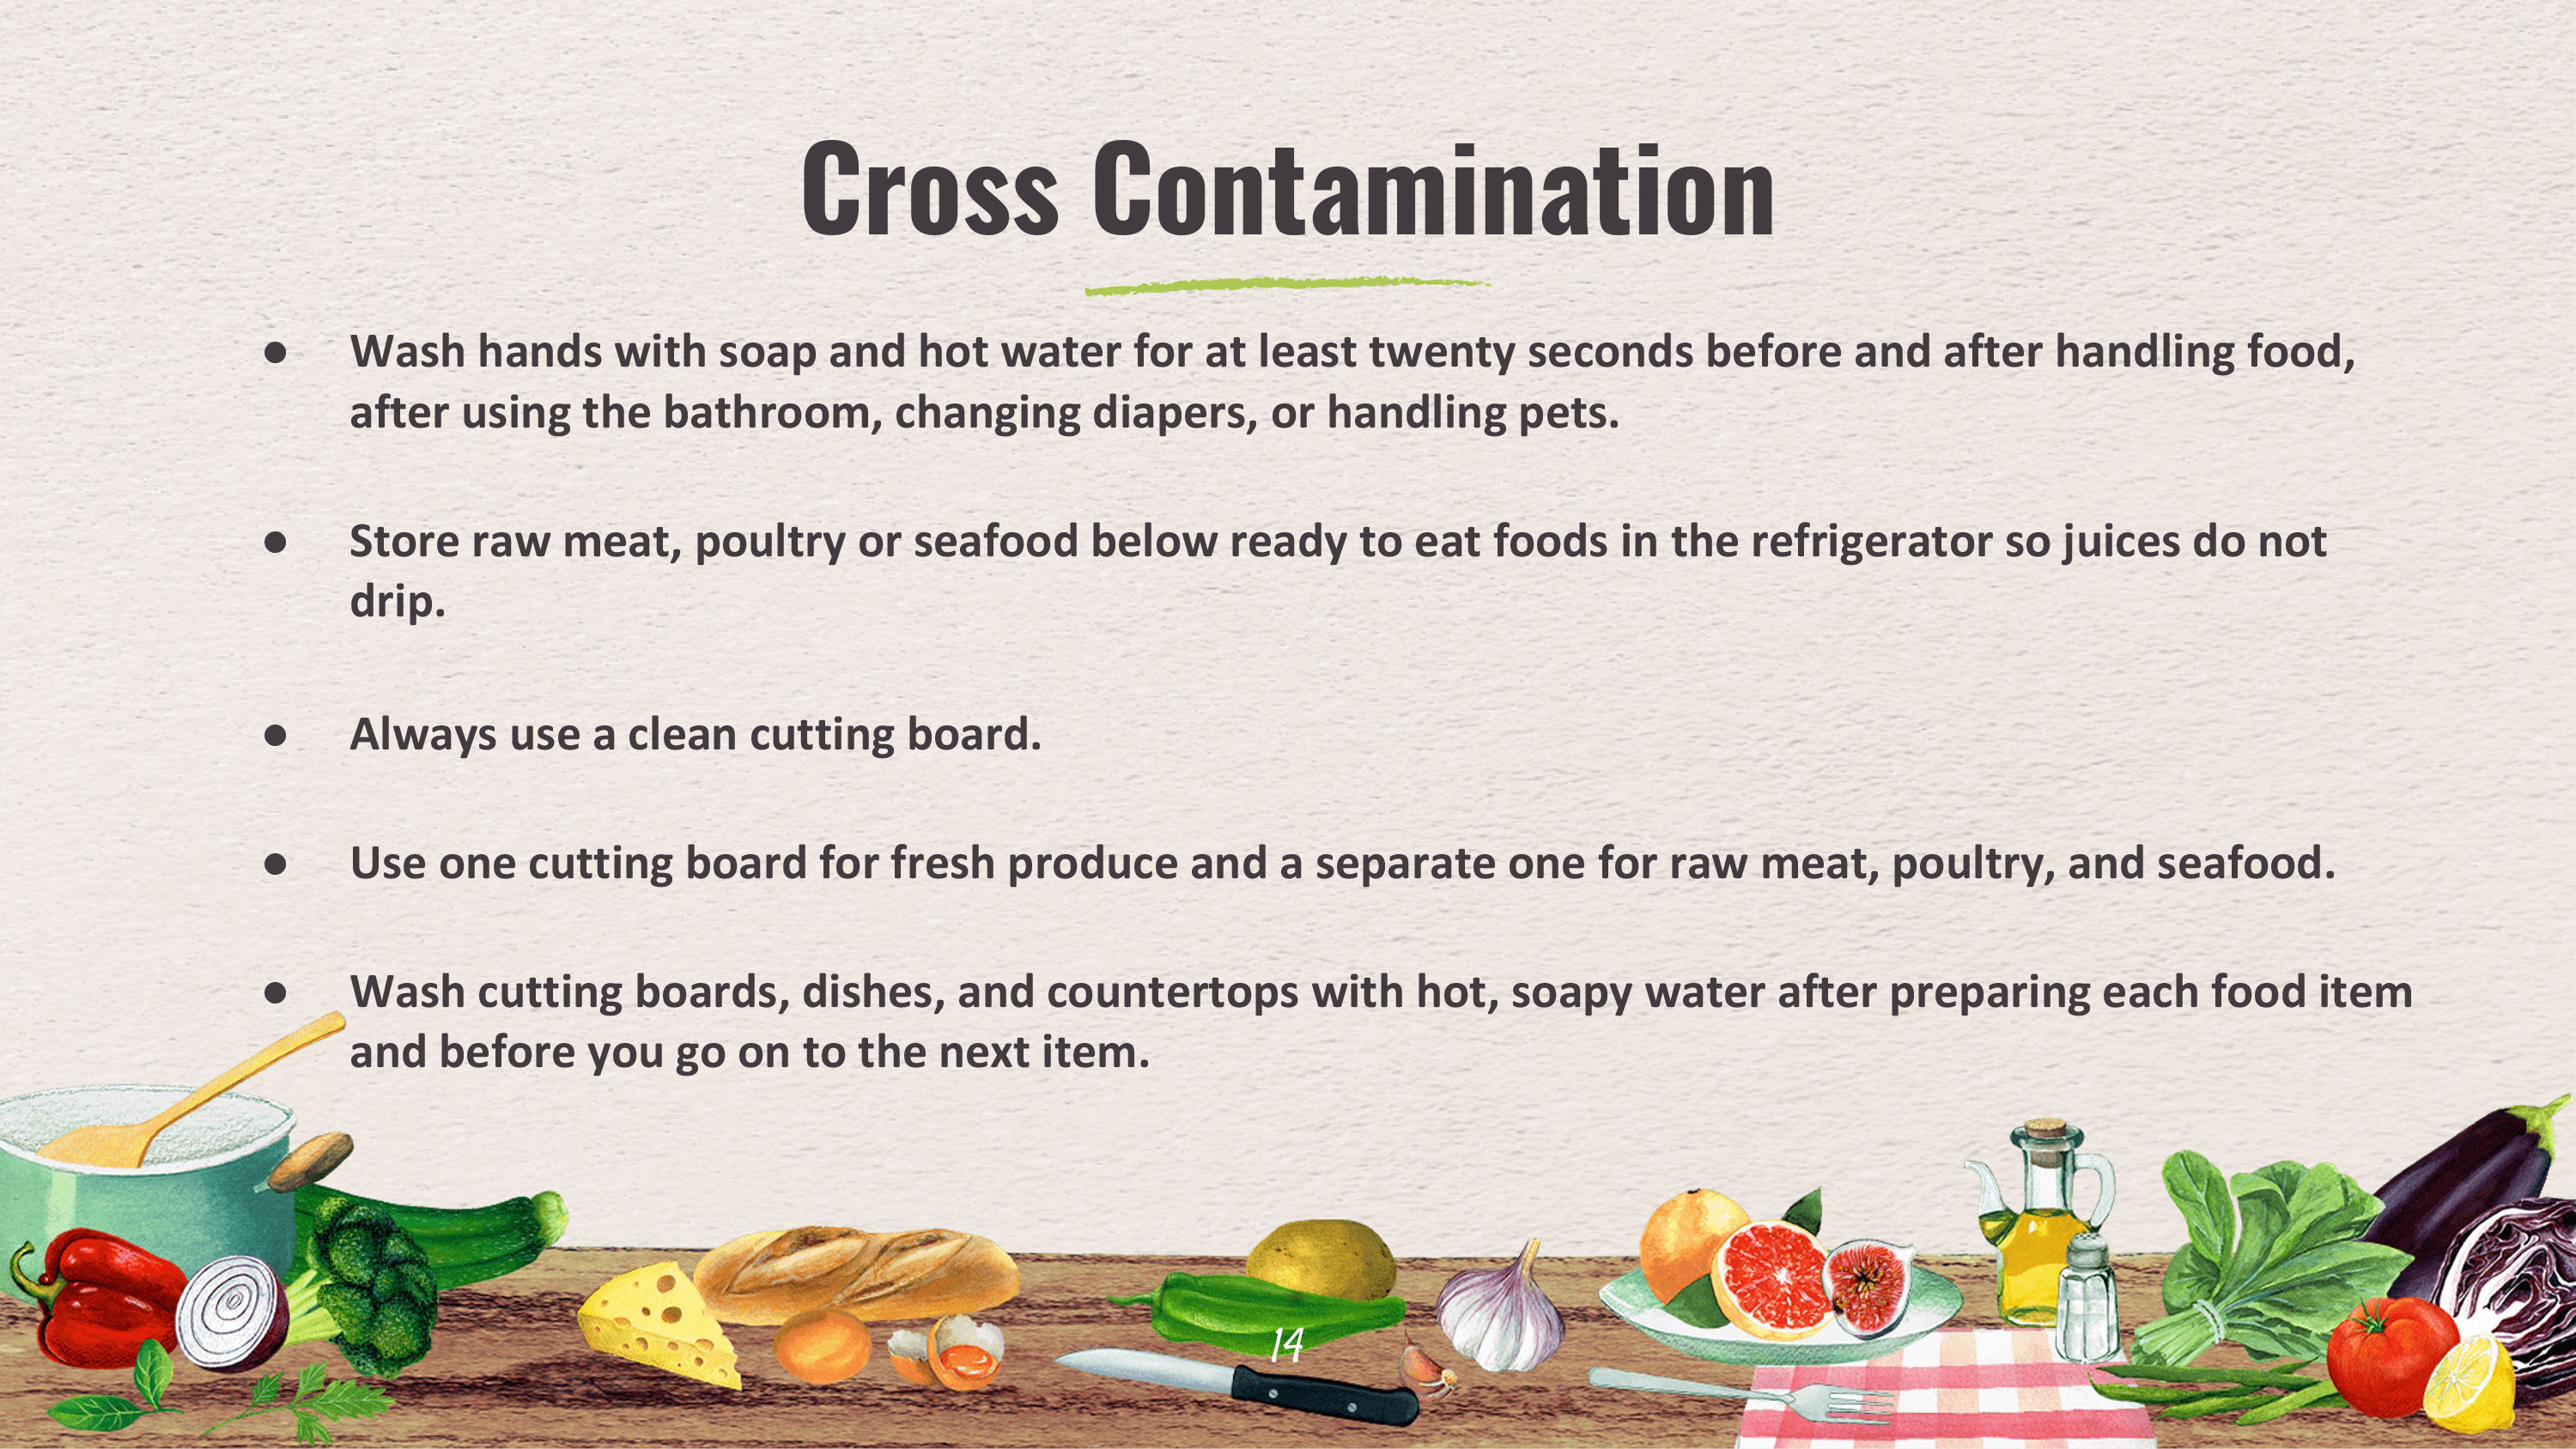 Cross Contamination
● Wash hands with soap and hot water for at least twenty seconds before and after handling food,
after using the bathroom, changing diapers, or handling pets.
● Store raw meat, poultry or seafood below ready to eat foods in the refrigerator so juices do not
drip.
● Always use a clean cutting board.
● Use one cutting board for fresh produce and a separate one for raw meat, poultry, and seafood.
● Wash cutting boards, dishes, and countertops with hot, soapy water after preparing each food item
and before you go on to the next item.
14